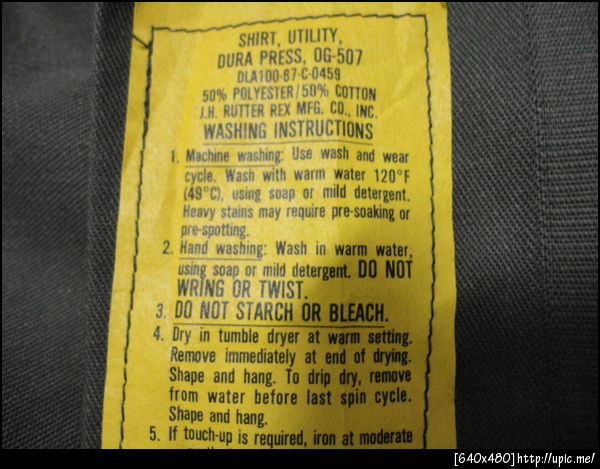 SHIRT, UTILITY,
DURA PRESS, OG-507
DLA100-87-C-0459
50% POLYESTER/50% COTTON
J.H. RUTTER REX MFG. CO., INC.
WASHING INSTRUCTIONS
1. Machine washing: Use wash and wear
cycle. Wash with warm water 120°F
(49°C), using soap or mild detergent.
Heavy stains may require pre-soaking or
pre-spotting.
2. Hand washing: Wash in warm water,
using soap or mild detergent. DO NOT
WRING OR TWIST.
3. DO NOT STARCH OR BLEACH.
4. Dry in tumble dryer at warm setting.
Remove immediately at end of drying.
Shape and hang. To drip dry, remove
from water before last spin cycle.
Shape and hang.
5. If touch-up is required, iron at moderate
[640x480]http://upic.me/